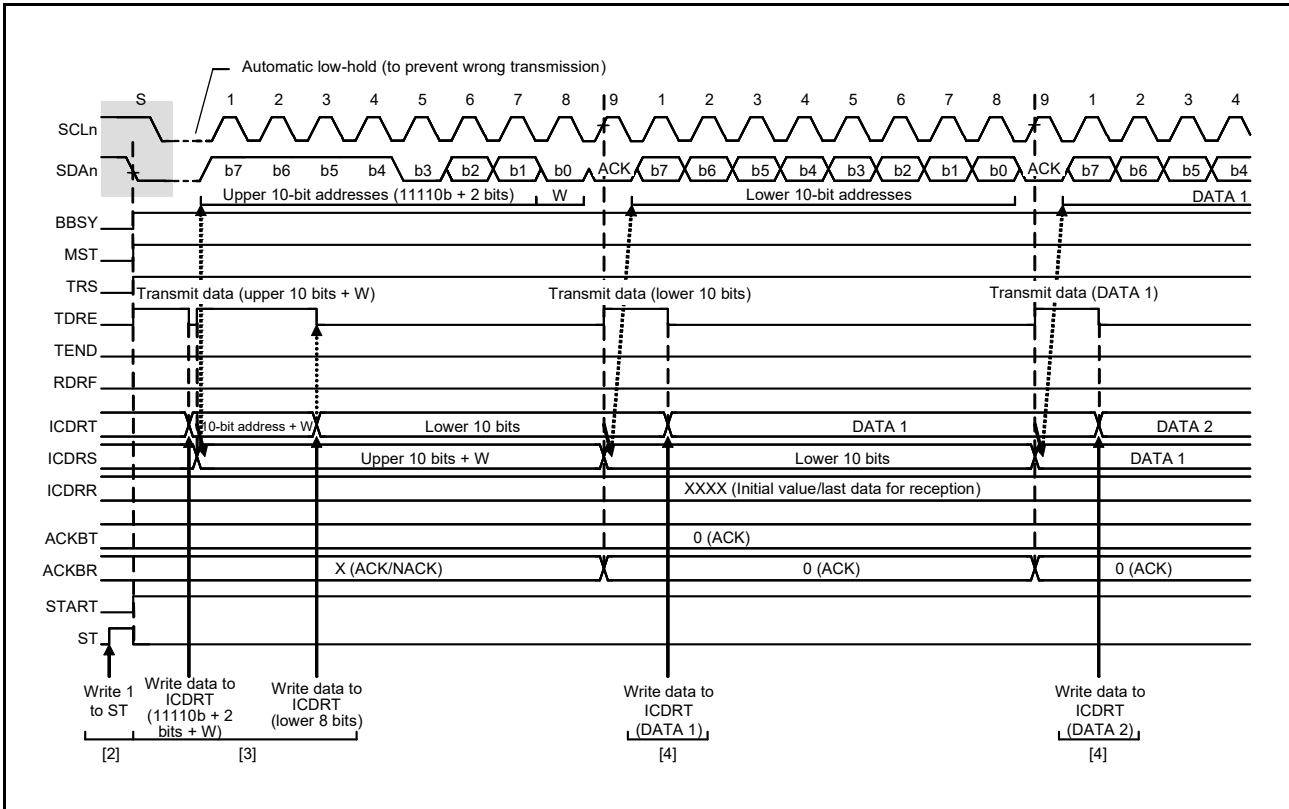 Automatic low-hold (to prevent wrong transmission)
S 1 2 3 4 5 6 7 8 9 1 2 3 4 5 6 7 8 9 1 2 3 4
SCLn
SDAn b7 b6 b5 b4 b3 b2 b1 b0 ACK b7 b6 b5 b4 b3 b2 b1 b0 ACK b7 b6 b5 b4
Upper 10-bit addresses (11110b + 2 bits) W Lower 10-bit addresses DATA 1
BBSY
MST
TRS
Transmit data (upper 10 bits + W) Transmit data (lower 10 bits) Transmit data (DATA 1)
TDRE
TEND
RDRF
ICDRT 10-bit address + W Lower 10 bits DATA 1 DATA 2
ICDRS Upper 10 bits + W Lower 10 bits DATA 1
ICDRR XXXX (Initial value/last data for reception)
ACKBT 0 (ACK)
ACKBR X (ACK/NACK) 0 (ACK) 0 (ACK)
START
ST
Write 1
to ST
Write data to
ICDRT
(11110b + 2
bits + W)
Write data to
ICDRT
(lower 8 bits)
Write data to
ICDRT
(DATA 1)
Write data to
ICDRT
(DATA 2)
[2] [3] [4] [4]